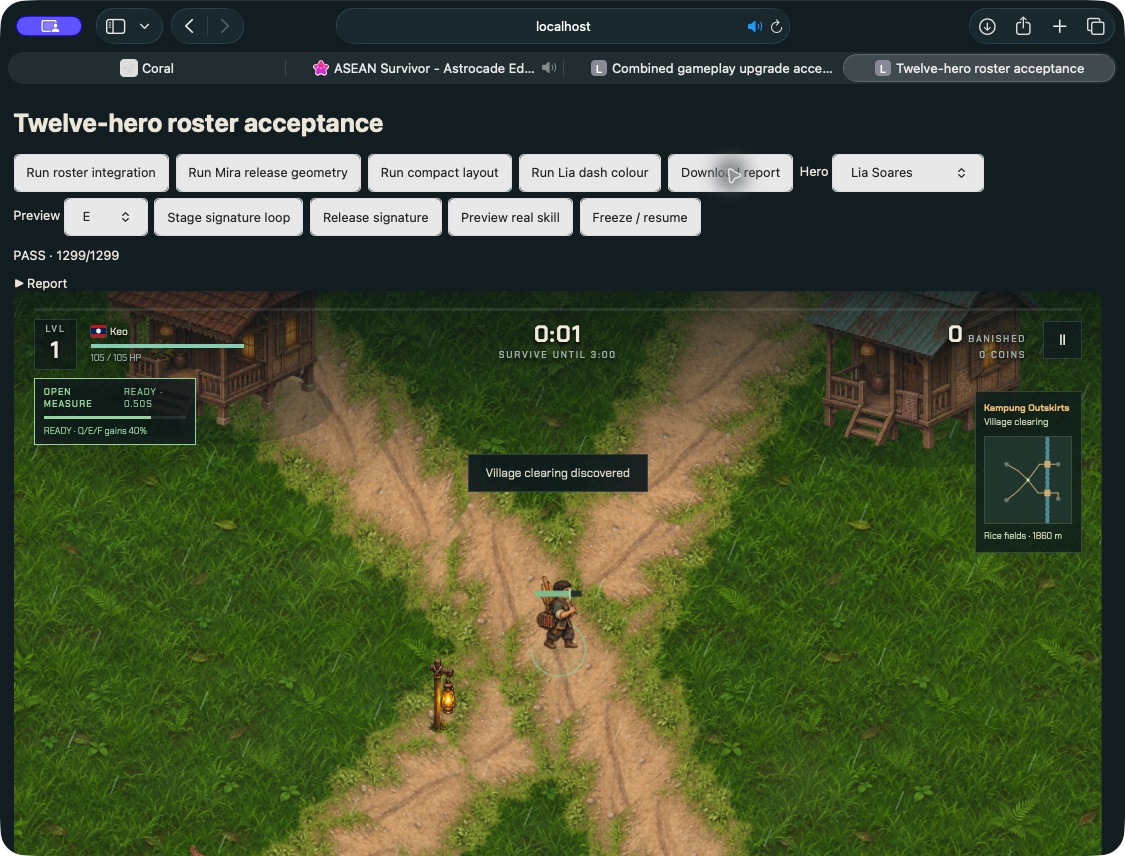 localhost
Coral
ASEAN Survivor - Astrocade Ed...
L Combined gameplay upgrade acce...
L Twelve-hero roster acceptance
Twelve-hero roster acceptance
Run roster integration
Run Mira release geometry
Run compact layout
Run Lia dash colour
Download report
Hero
Lia Soares
Preview
E
Stage signature loop
Release signature
Preview real skill
Freeze / resume
PASS · 1299/1299
Report
LVL
1
Keo
105 / 105 HP
0:01
SURVIVE UNTIL 3:00
0 BANISHED
0 COINS
OPEN MEASURE
READY · 0.50S
READY · Q/E/F gains 40%
Kampung Outskirts
Village clearing
Rice fields · 1860 m
Village clearing discovered